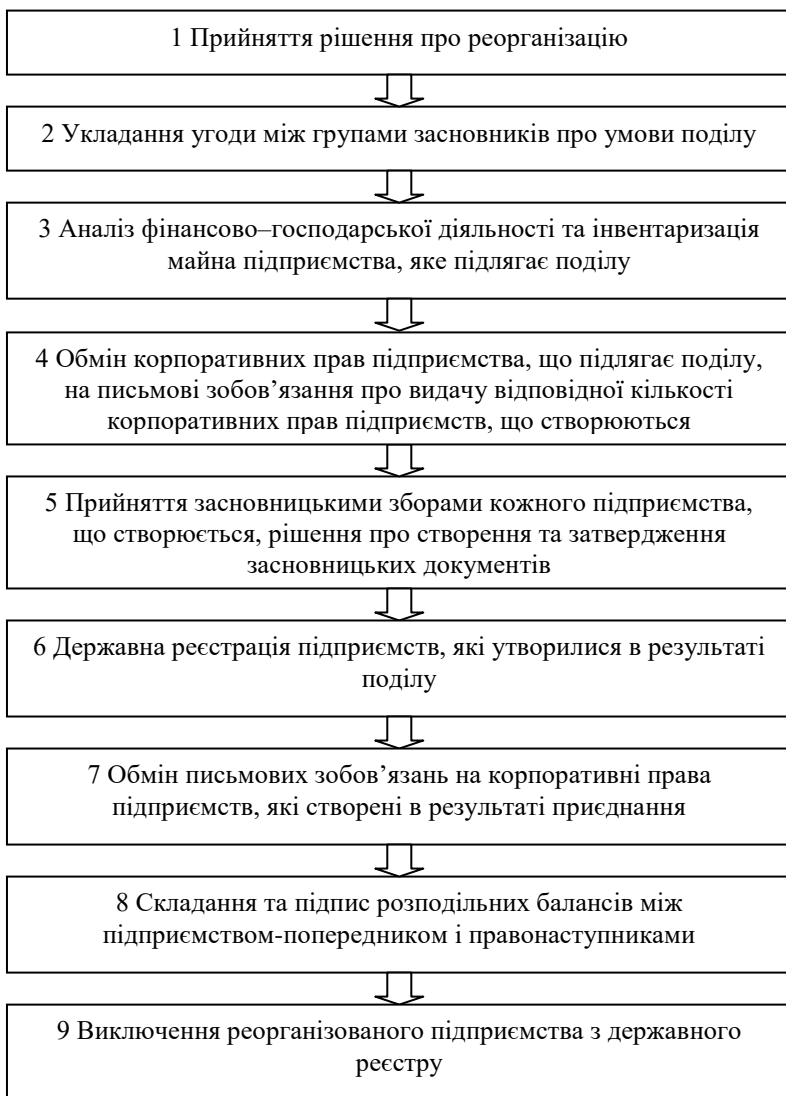 1 Прийняття рішення про реорганізацію
2 Укладання угоди між групами засновників про умови поділу
3 Аналіз фінансово–господарської діяльності та інвентаризація
майна підприємства, яке підлягає поділу
4 Обмін корпоративних прав підприємства, що підлягає поділу,
на письмові зобов’язання про видачу відповідної кількості
корпоративних прав підприємств, що створюються
5 Прийняття засновницькими зборами кожного підприємства,
що створюється, рішення про створення та затвердження
засновницьких документів
6 Державна реєстрація підприємств, які утворилися в результаті
поділу
7 Обмін письмових зобов’язань на корпоративні права
підприємств, які створені в результаті приєднання
8 Складання та підпис розподільних балансів між
підприємством-попередником і правонаступниками
9 Виключення реорганізованого підприємства з державного
реєстру